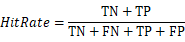 HitRate = (TN + TP) / (TN + FN + TP + FP)